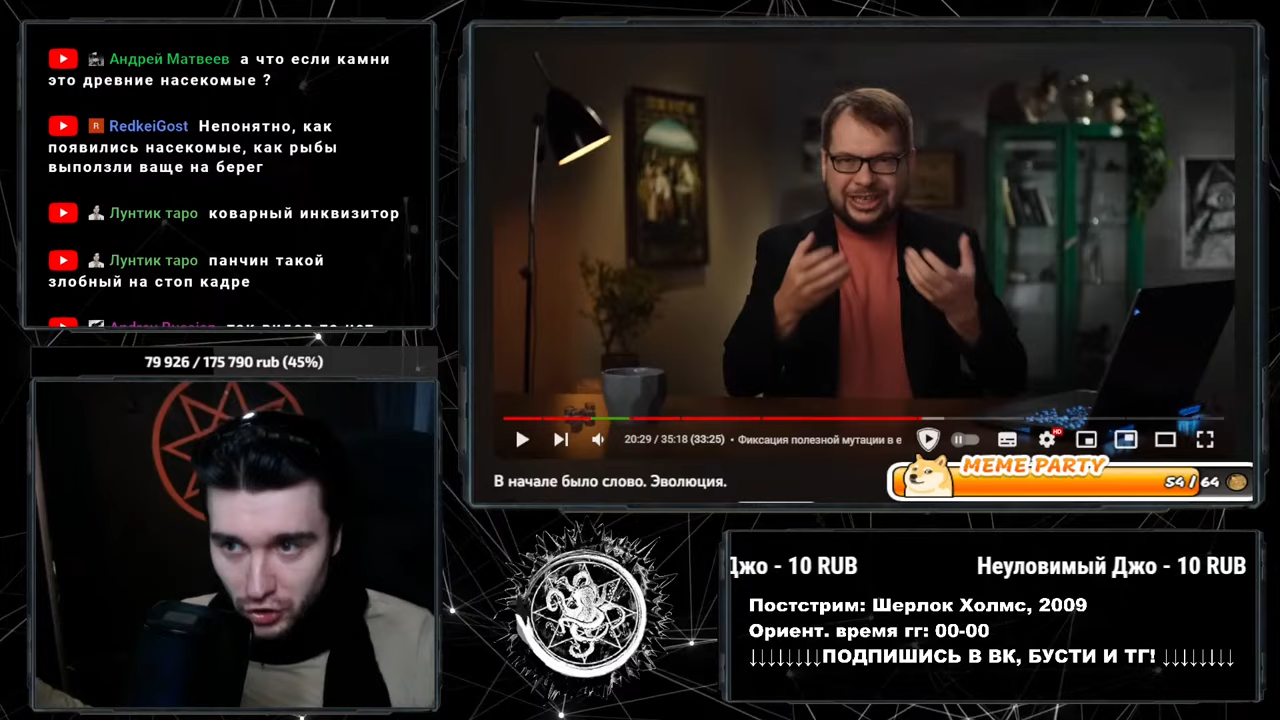 Андрей Матвеев а что если камни
это древние насекомые ?
R RedkeiGost Непонятно, как
появились насекомые, как рыбы
выползли ваще на берег
Лунтик таро коварный инквизитор
Лунтик таро панчин такой
злобный на стоп кадре
79 926 / 175 790 rub (45%)
20:29 / 35:18 (33:25) • Фиксация полезной мутации в е
HD
В начале было слово. Эволюция.
MEME PARTY
54 / 64
Джо - 10 RUB Неуловимый Джо - 10 RUB
Постстрим: Шерлок Холмс, 2009
Ориент. время гг: 00-00
↓↓↓↓↓↓↓↓ПОДПИШИСЬ В ВК, БУСТИ И ТГ! ↓↓↓↓↓↓↓↓